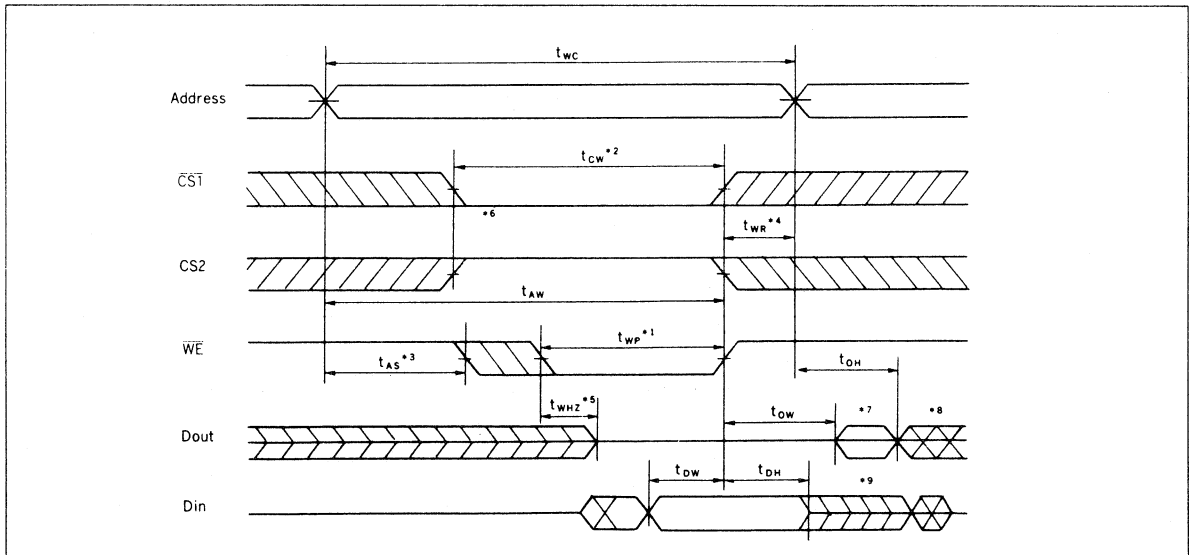 tWC
Address
tCW*2
CS1
*6
tWR*4
CS2
tAW
WE
tWP*1
tAS*3
tOH
tWHZ*5
tOW
*7
*8
Dout
tDW
tDH
*9
Din